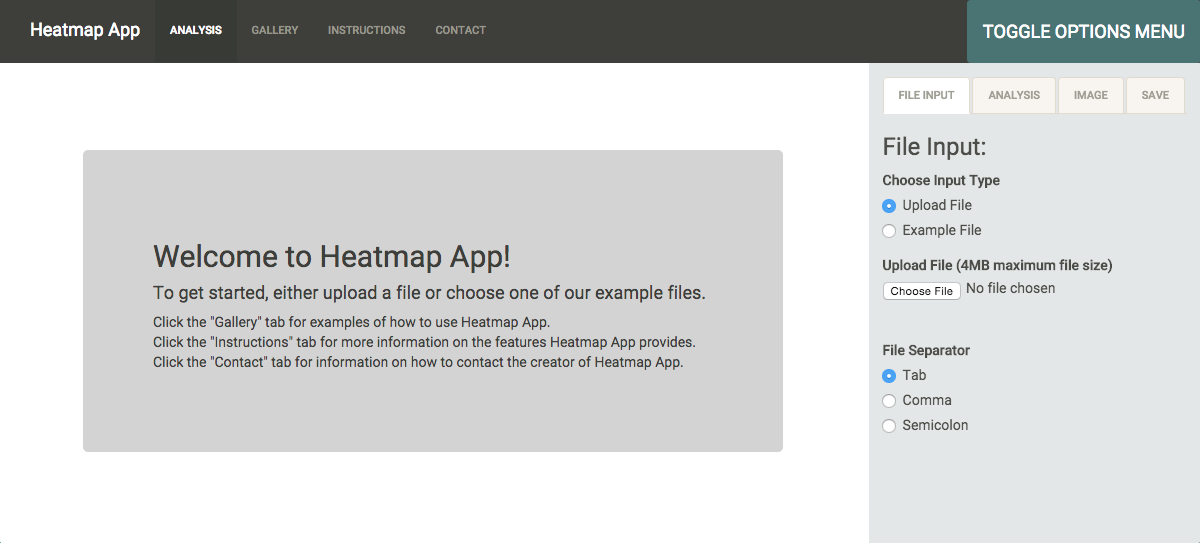 Heatmap App ANALYSIS GALLERY INSTRUCTIONS CONTACT TOGGLE OPTIONS MENU
Welcome to Heatmap App!
To get started, either upload a file or choose one of our example files.
Click the "Gallery" tab for examples of how to use Heatmap App.
Click the "Instructions" tab for more information on the features Heatmap App provides.
Click the "Contact" tab for information on how to contact the creator of Heatmap App.
FILE INPUT ANALYSIS IMAGE SAVE
File Input:
Choose Input Type
Upload File
Example File
Upload File (4MB maximum file size)
Choose File No file chosen
File Separator
Tab
Comma
Semicolon